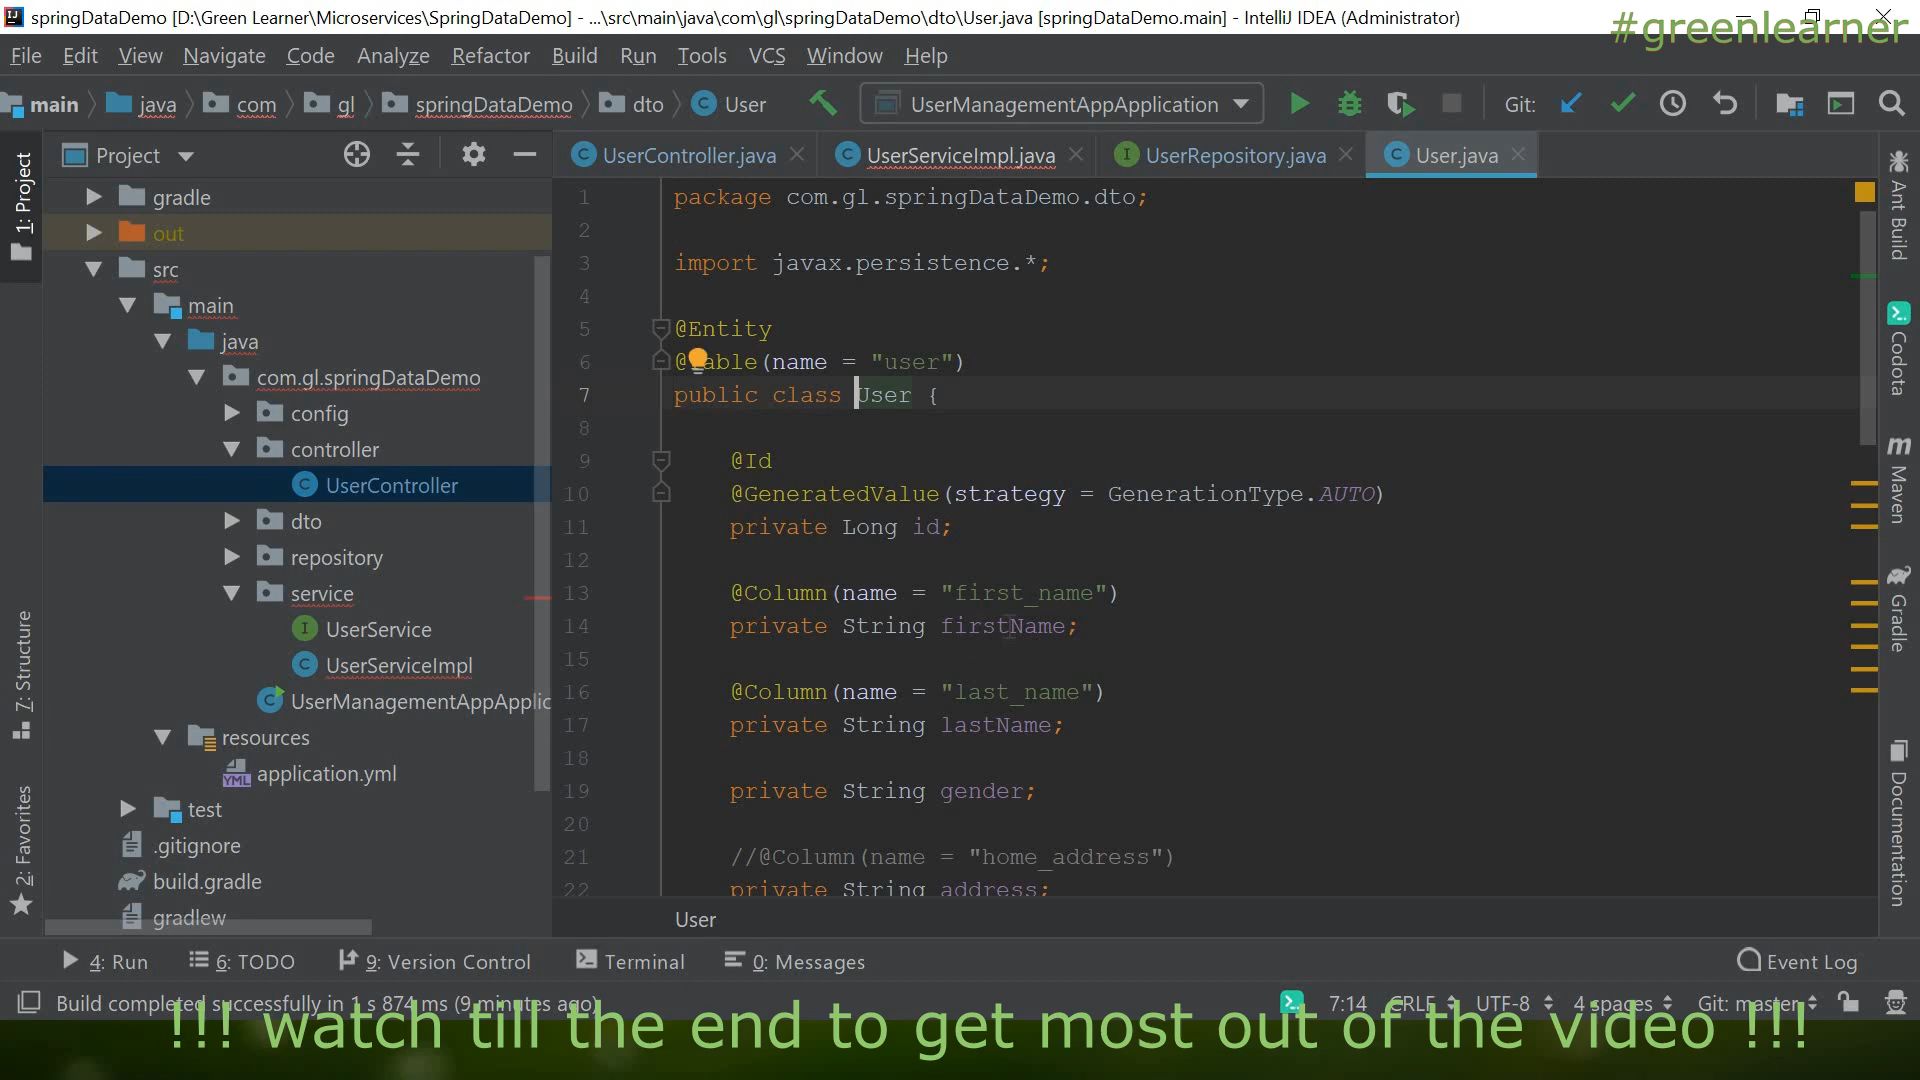 springDataDemo [D:\Green Learner\Microservices\SpringDataDemo] - ...\src\main\java\com\gl\springDataDemo\dto\User.java [springDataDemo.main] - IntelliJ IDEA (Administrator)
#greenlearner
File Edit View Navigate Code Analyze Refactor Build Run Tools VCS Window Help
main java com gl springDataDemo dto User UserManagementAppApplication Git:
Project
UserController.java UserServiceImpl.java UserRepository.java User.java
1: Project
7: Structure
2: Favorites
gradle
out
src
main
java
com.gl.springDataDemo
config
controller
UserController
dto
repository
service
UserService
UserServiceImpl
UserManagementAppApplic
resources
application.yml
test
.gitignore
build.gradle
gradlew
1 package com.gl.springDataDemo.dto;
2
3 import javax.persistence.*;
4
5 @Entity
6 @Table(name = "user")
7 public class User {
8
9 @Id
10 @GeneratedValue(strategy = GenerationType.AUTO)
11 private Long id;
12
13 @Column(name = "first_name")
14 private String firstName;
15
16 @Column(name = "last_name")
17 private String lastName;
18
19 private String gender;
20
21 //@Column(name = "home_address")
22 private String address;
User
Ant Build
Codota
Maven
Gradle
Documentation
4: Run 6: TODO 9: Version Control Terminal 0: Messages Event Log
Build completed successfully in 1 s 874 ms (9 minutes ago) 7:14 CRLF UTF-8 4 spaces Git: master
!!! watch till the end to get most out of the video !!!